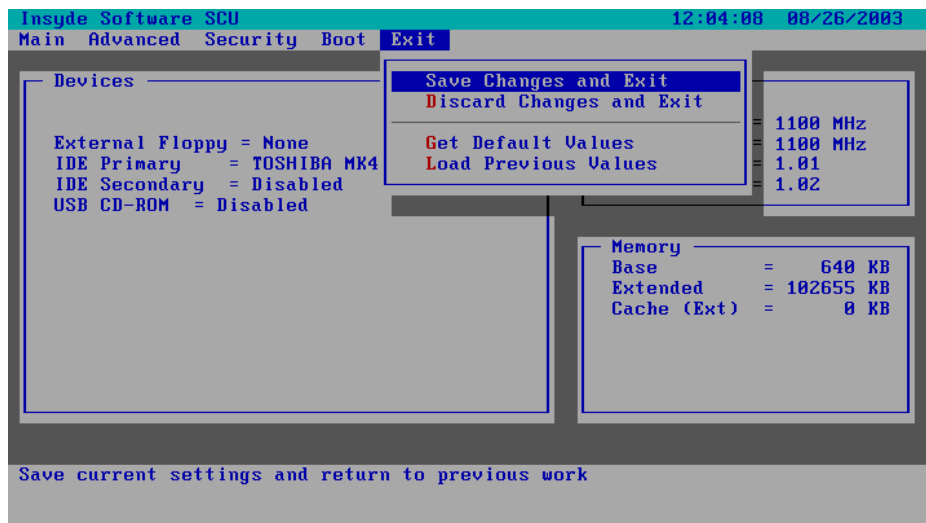 Insyde Software SCU 12:04:08 08/26/2003
Main Advanced Security Boot Exit
Devices
External Floppy = None
IDE Primary = TOSHIBA MK4
IDE Secondary = Disabled
USB CD-ROM = Disabled
Save Changes and Exit
Discard Changes and Exit
Get Default Values
Load Previous Values
= 1100 MHz
= 1100 MHz
= 1.01
= 1.02
Memory
Base = 640 KB
Extended = 102655 KB
Cache (Ext) = 0 KB
Save current settings and return to previous work